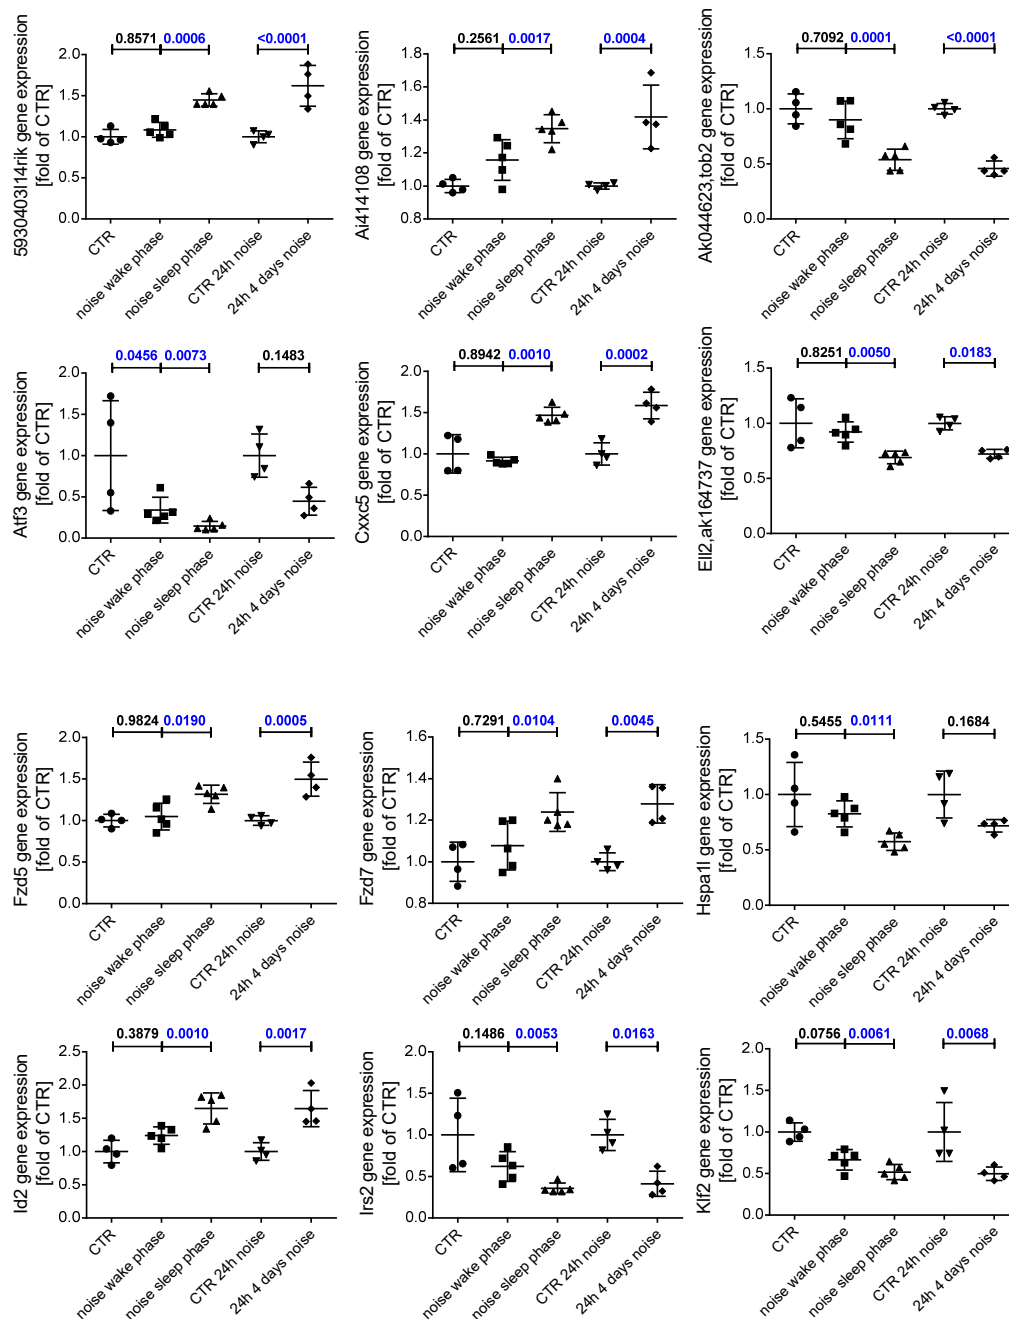 0.8571 0.0006 <0.0001
5930403l14rik gene expression
[fold of CTR]
2.0
1.5
1.0
0.5
0.0
CTR
noise wake phase
noise sleep phase
CTR 24h noise
24h 4 days noise
0.2561 0.0017 0.0004
Ai414108 gene expression
[fold of CTR]
1.8
1.6
1.4
1.2
1.0
0.8
CTR
noise wake phase
noise sleep phase
CTR 24h noise
24h 4 days noise
0.7092 0.0001 <0.0001
Ak044623,tob2 gene expression
[fold of CTR]
1.5
1.0
0.5
0.0
CTR
noise wake phase
noise sleep phase
CTR 24h noise
24h 4 days noise
0.0456 0.0073 0.1483
Atf3 gene expression
[fold of CTR]
2.0
1.5
1.0
0.5
0.0
CTR
noise wake phase
noise sleep phase
CTR 24h noise
24h 4 days noise
0.8942 0.0010 0.0002
Cxxc5 gene expression
[fold of CTR]
2.0
1.5
1.0
0.5
0.0
CTR
noise wake phase
noise sleep phase
CTR 24h noise
24h 4 days noise
0.8251 0.0050 0.0183
Ell2,ak164737 gene expression
[fold of CTR]
1.5
1.0
0.5
0.0
CTR
noise wake phase
noise sleep phase
CTR 24h noise
24h 4 days noise
0.9824 0.0190 0.0005
Fzd5 gene expression
[fold of CTR]
2.0
1.5
1.0
0.5
0.0
CTR
noise wake phase
noise sleep phase
CTR 24h noise
24h 4 days noise
0.7291 0.0104 0.0045
Fzd7 gene expression
[fold of CTR]
1.6
1.4
1.2
1.0
0.8
CTR
noise wake phase
noise sleep phase
CTR 24h noise
24h 4 days noise
0.5455 0.0111 0.1684
Hspa1l gene expression
[fold of CTR]
1.5
1.0
0.5
0.0
CTR
noise wake phase
noise sleep phase
CTR 24h noise
24h 4 days noise
0.3879 0.0010 0.0017
Id2 gene expression
[fold of CTR]
2.5
2.0
1.5
1.0
0.5
0.0
CTR
noise wake phase
noise sleep phase
CTR 24h noise
24h 4 days noise
0.1486 0.0053 0.0163
Irs2 gene expression
[fold of CTR]
2.0
1.5
1.0
0.5
0.0
CTR
noise wake phase
noise sleep phase
CTR 24h noise
24h 4 days noise
0.0756 0.0061 0.0068
Klf2 gene expression
[fold of CTR]
2.0
1.5
1.0
0.5
0.0
CTR
noise wake phase
noise sleep phase
CTR 24h noise
24h 4 days noise